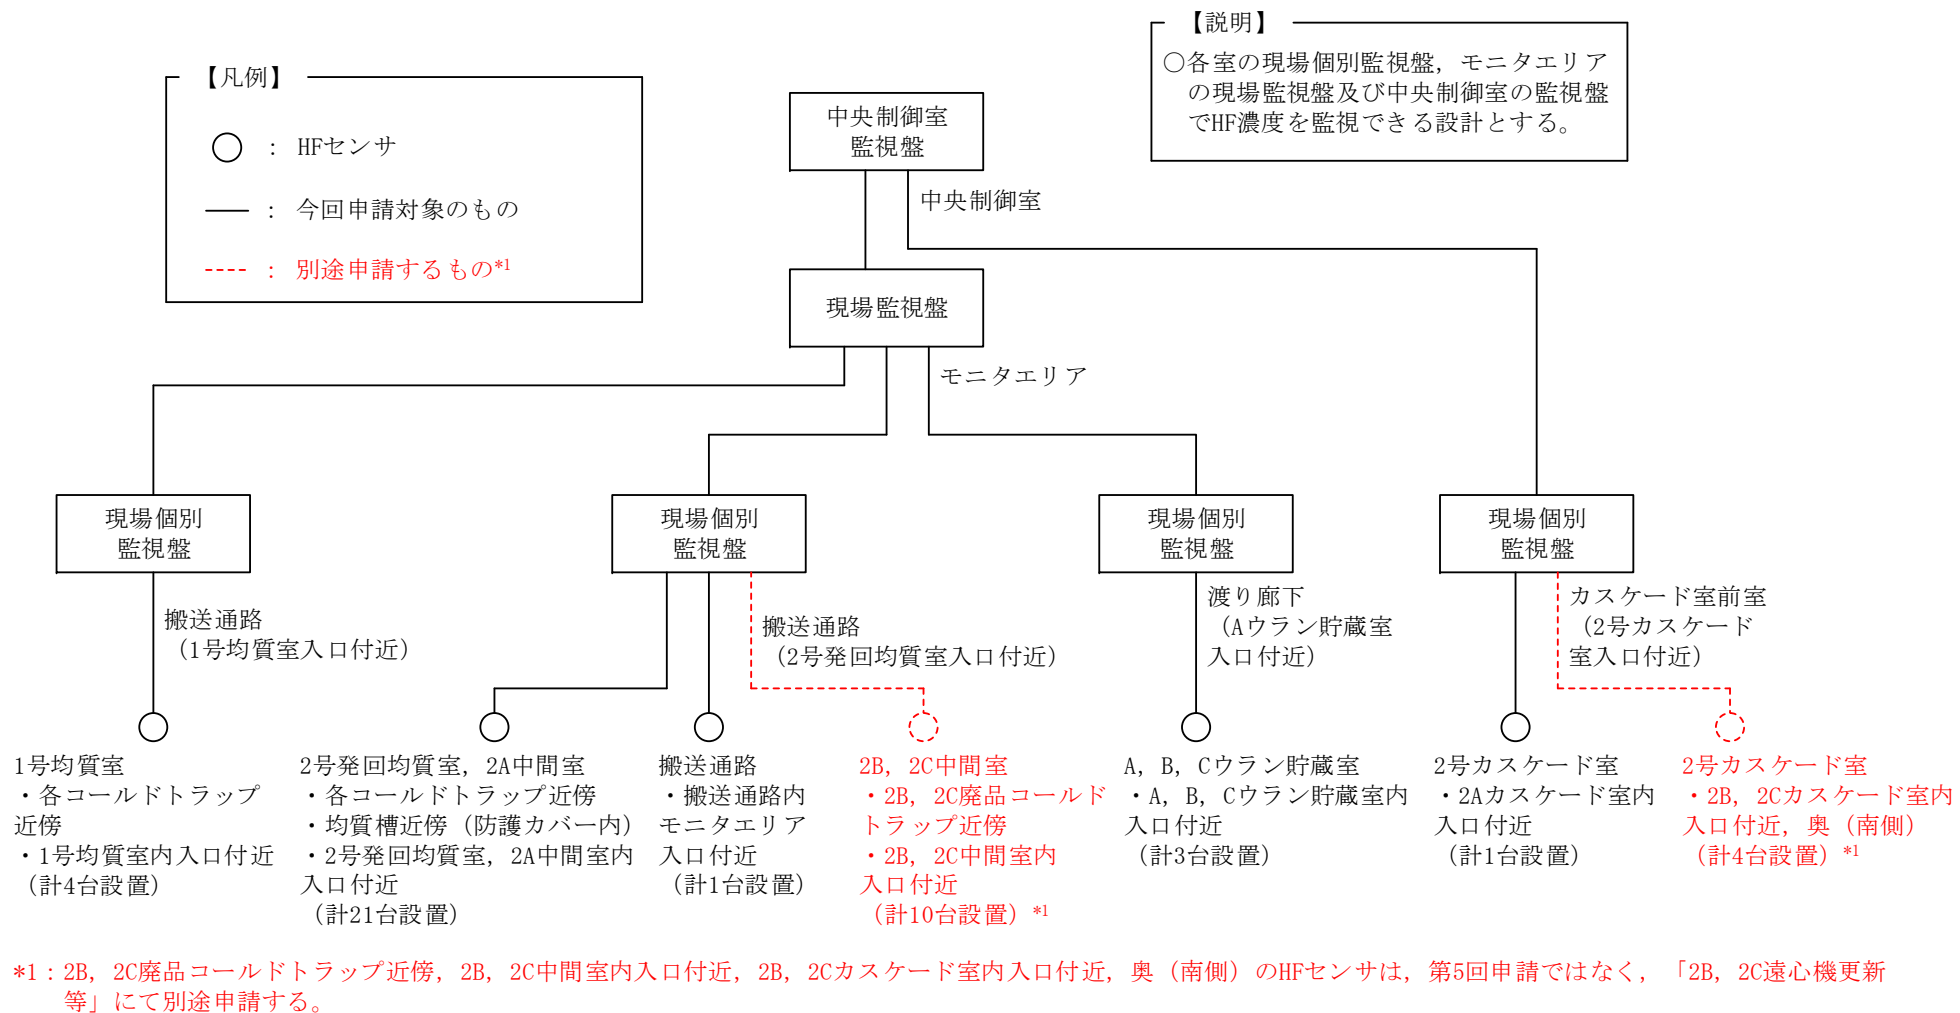 【説明】
○各室の現場個別監視盤，モニタエリア
の現場監視盤及び中央制御室の監視盤
でHF濃度を監視できる設計とする。
【凡例】
： HFセンサ
： 今回申請対象のもの
： 別途申請するもの*1
中央制御室
監視盤
中央制御室
現場監視盤
モニタエリア
現場個別
監視盤
搬送通路
（1号均質室入口付近）
現場個別
監視盤
搬送通路
（2号発回均質室入口付近）
現場個別
監視盤
渡り廊下
（Aウラン貯蔵室
入口付近）
現場個別
監視盤
カスケード室前室
（2号カスケード
室入口付近）
1号均質室
・各コールドトラップ
近傍
・1号均質室内入口付近
（計4台設置）
2号発回均質室，2A中間室
・各コールドトラップ近傍
・均質槽近傍（防護カバー内）
・2号発回均質室，2A中間室内
入口付近
（計21台設置）
搬送通路
・搬送通路内
モニタエリア
入口付近
（計1台設置）
2B，2C中間室
・2B，2C廃品コールド
トラップ近傍
・2B，2C中間室内
入口付近
（計10台設置）*1
A，B，Cウラン貯蔵室
・A，B，Cウラン貯蔵室内
入口付近
（計3台設置）
2号カスケード室
・2Aカスケード室内
入口付近
（計1台設置）
2号カスケード室
・2B，2Cカスケード室内
入口付近，奥（南側）
（計4台設置）*1
*1：2B，2C廃品コールドトラップ近傍，2B，2C中間室内入口付近，2B，2Cカスケード室内入口付近，奥（南側）のHFセンサは，第5回申請ではなく，「2B，2C遠心機更新
等」にて別途申請する。